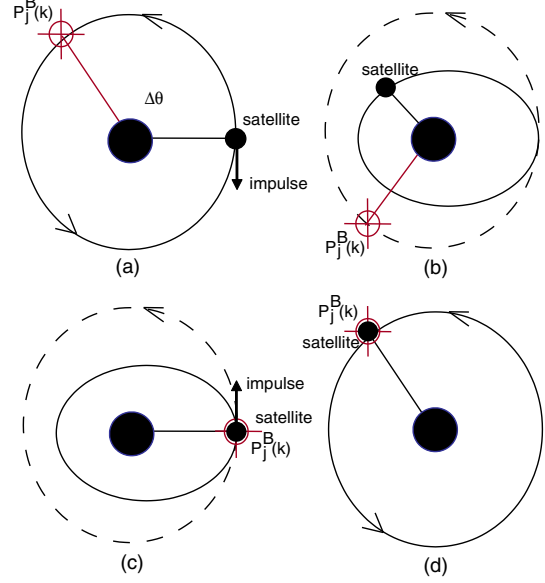 P_j^B(k)
Δθ
satellite
impulse
(a)
satellite
P_j^B(k)
(b)
impulse
satellite
P_j^B(k)
(c)
P_j^B(k)
satellite
(d)